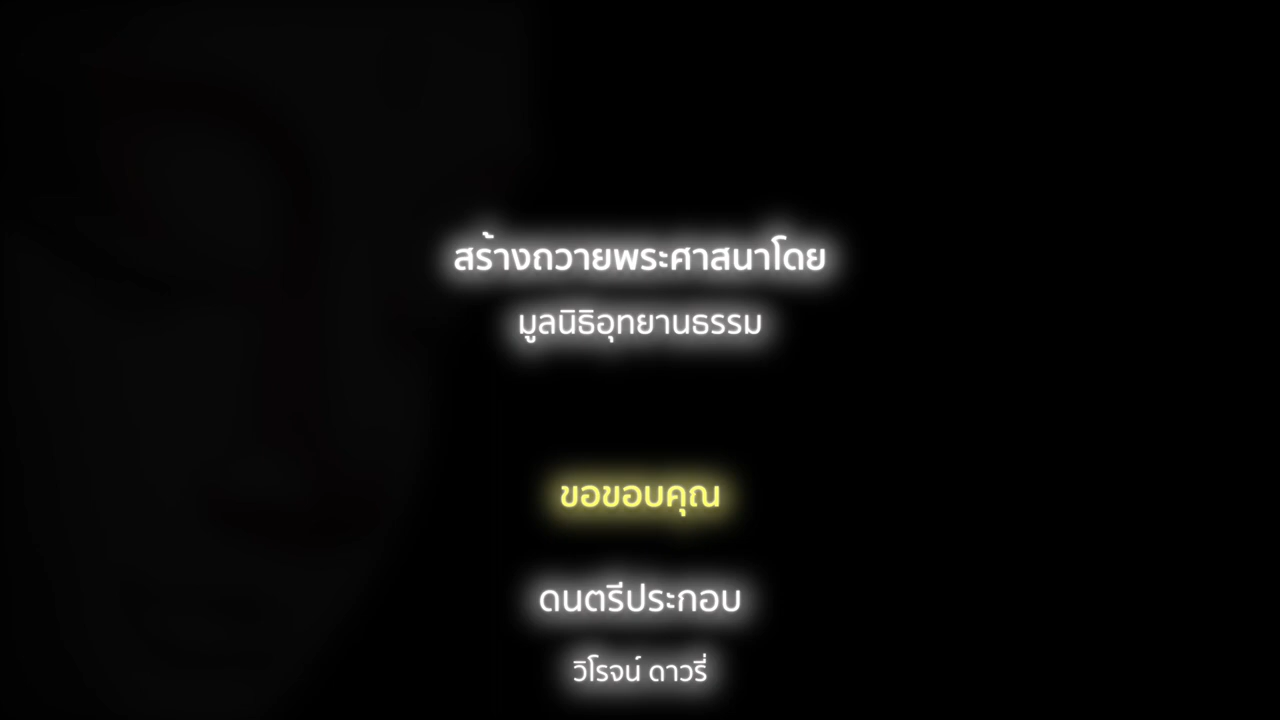 สร้างถวายพระศาสนาโดย
มูลนิธิอุทยานธรรม
ขอขอบคุณ
ดนตรีประกอบ
วิโรจน์ ดาวรี่